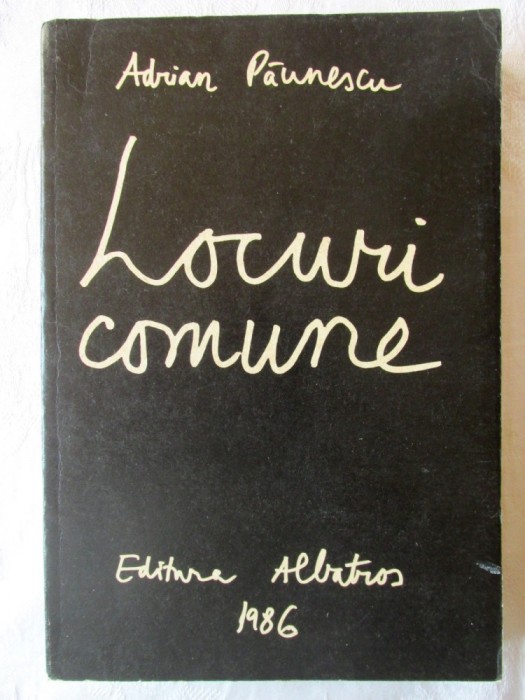 Adrian Păunescu
Locuri
comune
Editura Albatros
1986